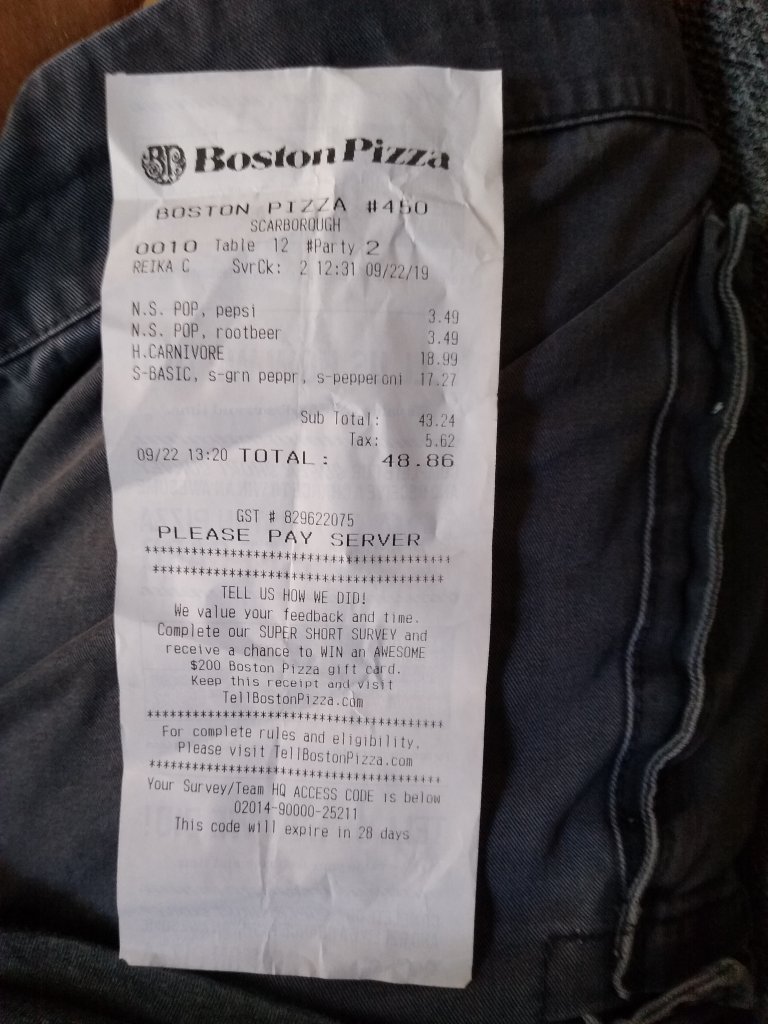 BP Boston Pizza
BOSTON PIZZA #450
SCARBOROUGH
0010 Table 12 #Party 2
REIKA C SvrCk: 2 12:31 09/22/19
N.S. POP, pepsi 3.49
N.S. POP, rootbeer 3.49
H.CARNIVORE 18.99
S-BASIC, s-grn peppr, s-pepperoni 17.27
Sub Total: 43.24
Tax: 5.62
09/22 13:20 TOTAL: 48.86
GST # 829622075
PLEASE PAY SERVER
****************************************
****************************************
TELL US HOW WE DID!
We value your feedback and time.
Complete our SUPER SHORT SURVEY and
receive a chance to WIN an AWESOME
$200 Boston Pizza gift card.
Keep this receipt and visit
TellBostonPizza.com
****************************************
For complete rules and eligibility.
Please visit TellBostonPizza.com
****************************************
Your Survey/Team HQ ACCESS CODE is below
02014-90000-25211
This code will expire in 28 days